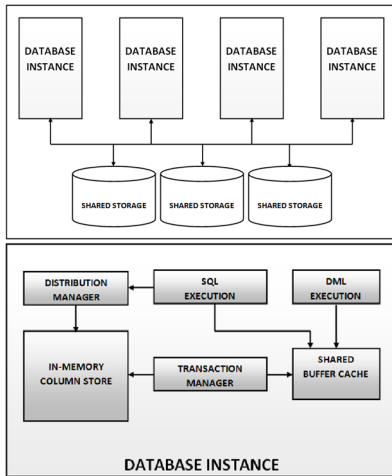 DATABASE
INSTANCE
DATABASE
INSTANCE
DATABASE
INSTANCE
DATABASE
INSTANCE
SHARED STORAGE
SHARED STORAGE
SHARED STORAGE
DISTRIBUTION
MANAGER
SQL
EXECUTION
DML
EXECUTION
IN-MEMORY
COLUMN STORE
TRANSACTION
MANAGER
SHARED
BUFFER CACHE
DATABASE INSTANCE